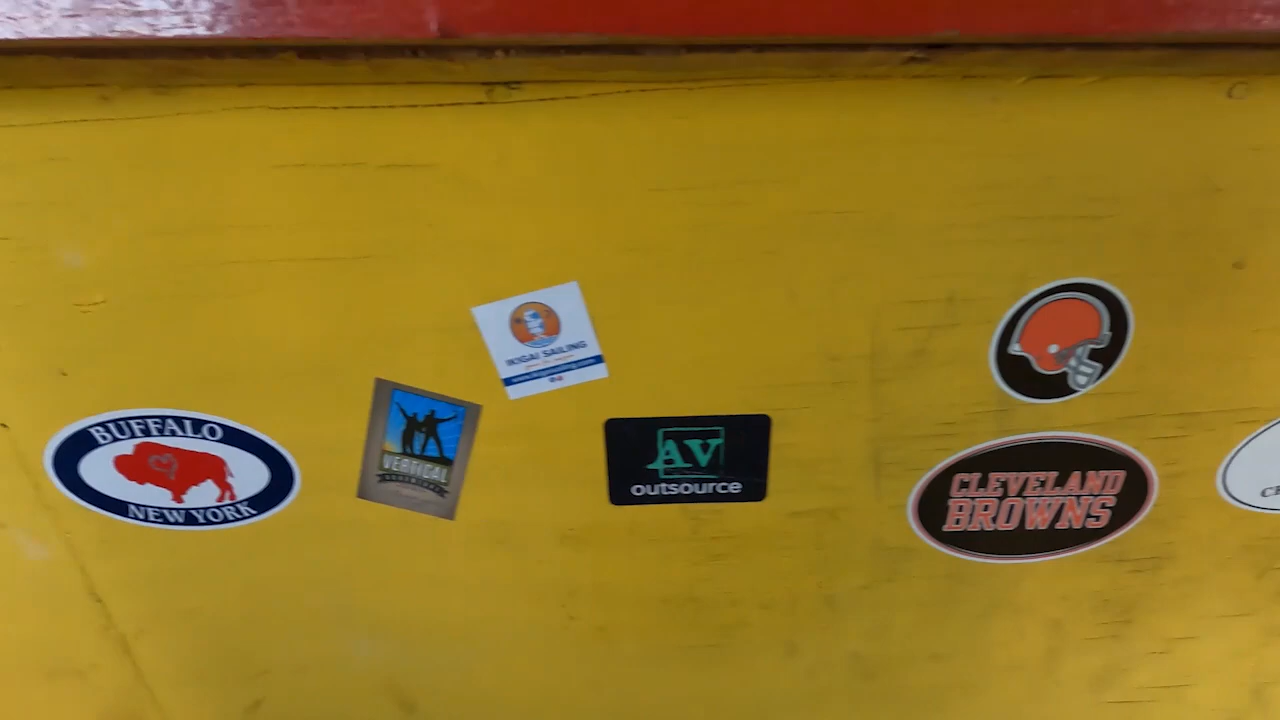 BUFFALO
NEW YORK
VERTICAL
IKIGAI SAILING
AV
outsource
CLEVELAND
BROWNS